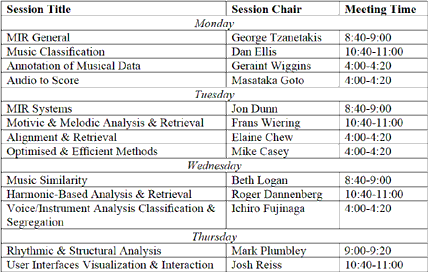 Session Title Session Chair Meeting Time
Monday
MIR General George Tzanetakis 8:40-9:00
Music Classification Dan Ellis 10:40-11:00
Annotation of Musical Data Geraint Wiggins 4:00-4:20
Audio to Score Masataka Goto 4:00-4:20
Tuesday
MIR Systems Jon Dunn 8:40-9:00
Motivic & Melodic Analysis & Retrieval Frans Wiering 10:40-11:00
Alignment & Retrieval Elaine Chew 4:00-4:20
Optimised & Efficient Methods Mike Casey 4:00-4:20
Wednesday
Music Similarity Beth Logan 8:40-9:00
Harmonic-Based Analysis & Retrieval Roger Dannenberg 10:40-11:00
Voice/Instrument Analysis Classification & Ichiro Fujinaga 4:00-4:20
Segregation
Thursday
Rhythmic & Structural Analysis Mark Plumbley 9:00-9:20
User Interfaces Visualization & Interaction Josh Reiss 10:40-11:00